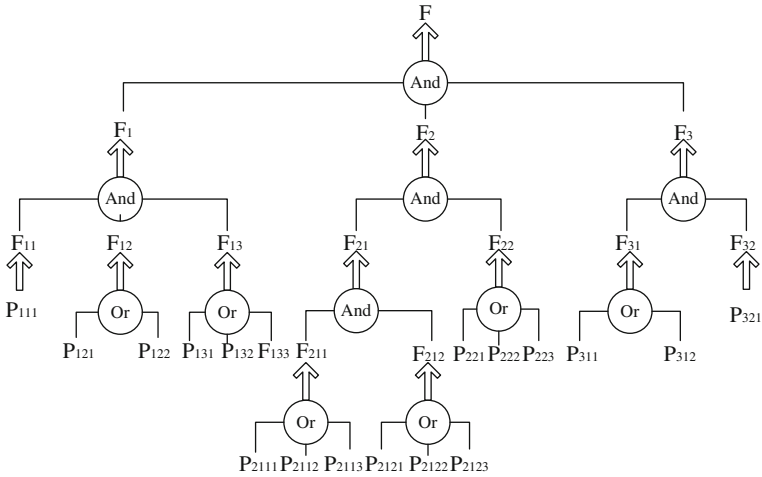 F
And
F1 F2 F3
And And And
F11 F12 F13 F21 F22 F31 F32
P111 Or Or And Or Or P321
P121 P122 P131 P132 F133 F211 F212 P221 P222 P223 P311 P312
Or Or
P2111 P2112 P2113 P2121 P2122 P2123